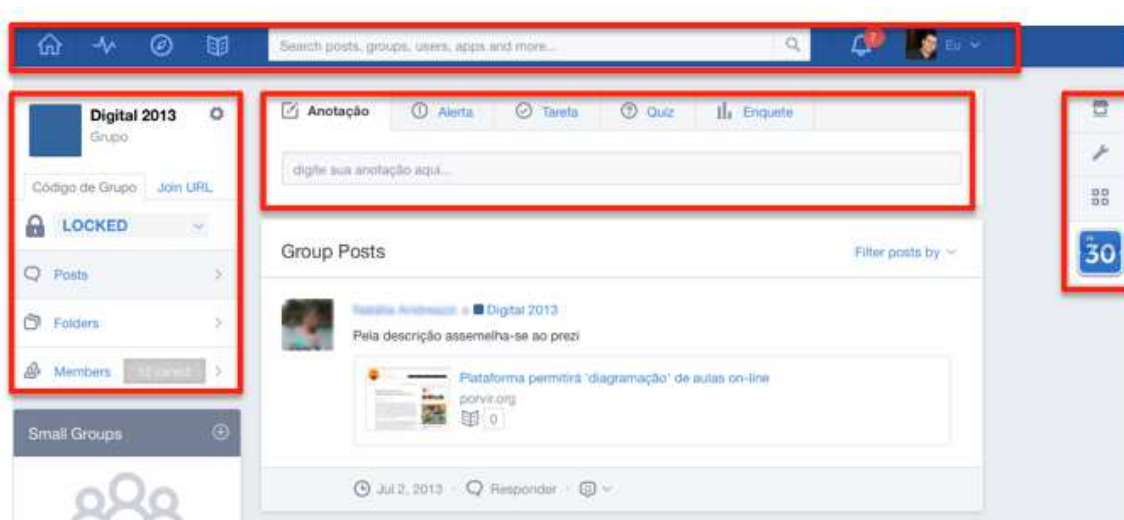 Search posts, groups, users, apps and more...
7
Eu
Digital 2013
Grupo
Código de Grupo Join URL
LOCKED
Posts
Folders
Members
Small Groups
Anotação Alerta Tarefa Quiz Enquete
digite sua anotação aqui...
Group Posts Filter posts by
Digital 2013
Pela descrição assemelha-se ao prezi
Plataforma permitirá 'diagramação' de aulas on-line
porvir.org
0
Jul 2, 2013 · Responder ·
30